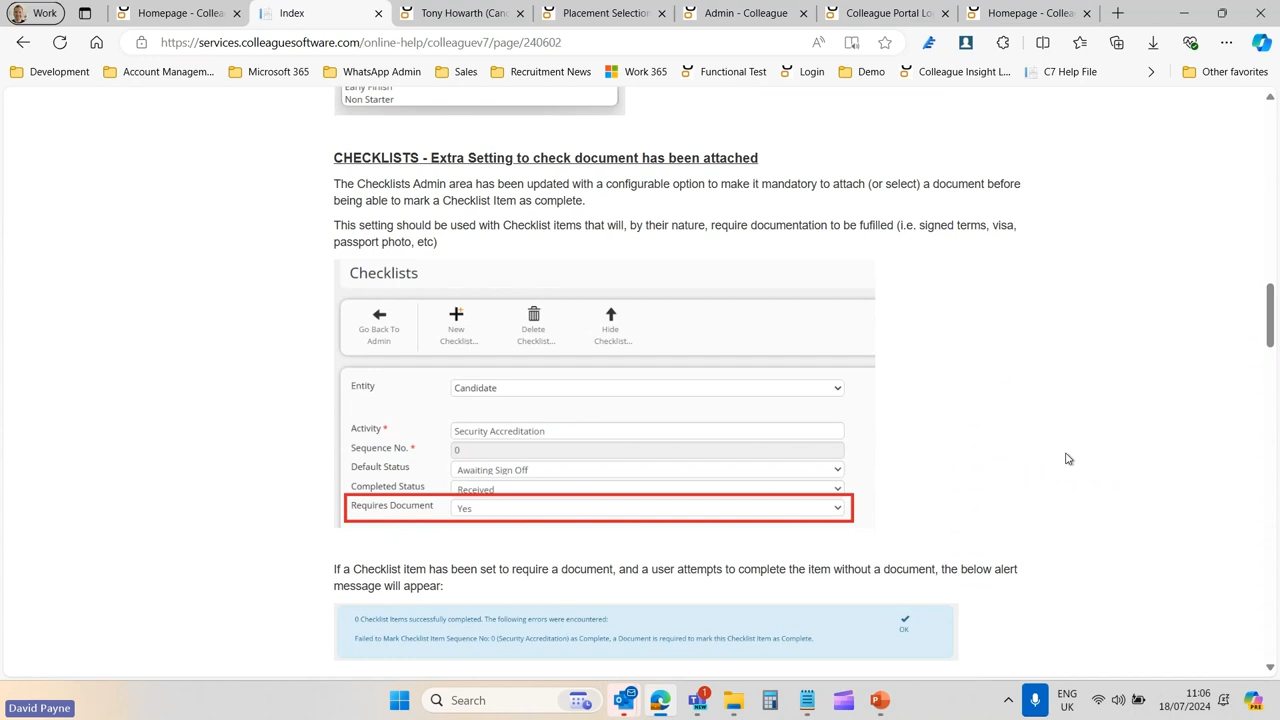 Work
Homepage - Collea
Index
Tony Howarth (Can
Placement Selection
Admin - Colleague
Colleague Portal Lo
Homepage - Collea
https://services.colleaguesoftware.com/online-help/colleaguev7/page/240602
Development
Account Managem...
Microsoft 365
WhatsApp Admin
Sales
Recruitment News
Work 365
Functional Test
Login
Demo
Colleague Insight L...
C7 Help File
Other favorites
Early Finish
Non Starter
CHECKLISTS - Extra Setting to check document has been attached
The Checklists Admin area has been updated with a configurable option to make it mandatory to attach (or select) a document before
being able to mark a Checklist Item as complete.
This setting should be used with Checklist items that will, by their nature, require documentation to be fufilled (i.e. signed terms, visa,
passport photo, etc)
Checklists
Go Back To
Admin
New
Checklist...
Delete
Checklist...
Hide
Checklist...
Entity
Candidate
Activity *
Security Accreditation
Sequence No. *
0
Default Status
Awaiting Sign Off
Completed Status
Received
Requires Document
Yes
If a Checklist item has been set to require a document, and a user attempts to complete the item without a document, the below alert
message will appear:
0 Checklist Items successfully completed. The following errors were encountered:
Failed to Mark Checklist Item Sequence No: 0 (Security Accreditation) as Complete, a Document is required to mark this Checklist Item as Complete.
OK
David Payne
Search
NEW
1
ENG
UK
11:06
18/07/2024
PRE